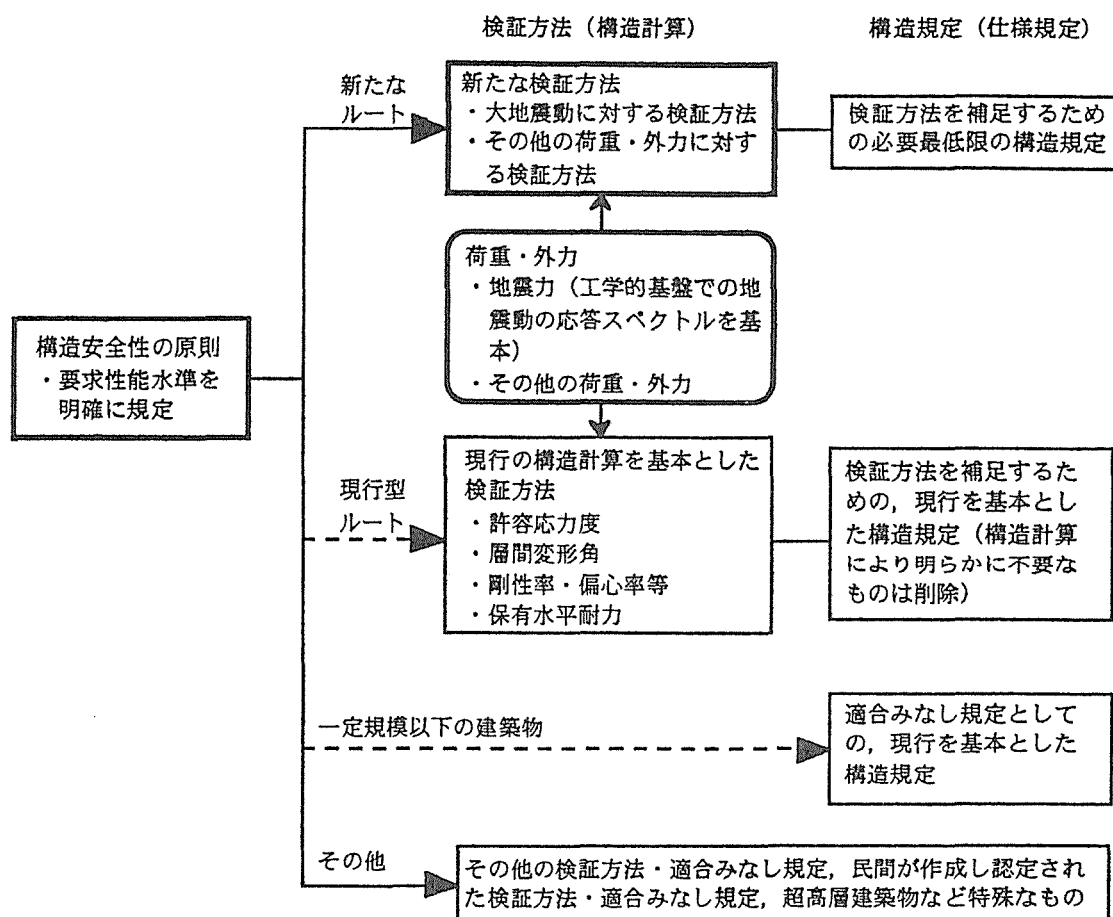 検証方法（構造計算）
構造規定（仕様規定）
新たな
ルート
新たな検証方法
・大地震動に対する検証方法
・その他の荷重・外力に対す
る検証方法
検証方法を補足するため
の必要最低限の構造規定
荷重・外力
・地震力（工学的基盤での地
震動の応答スペクトルを基
本）
・その他の荷重・外力
構造安全性の原則
・要求性能水準を
明確に規定
現行型
ルート
現行の構造計算を基本とした
検証方法
・許容応力度
・層間変形角
・剛性率・偏心率等
・保有水平耐力
検証方法を補足するた
めの，現行を基本とし
た構造規定（構造計算
により明らかに不要な
ものは削除）
一定規模以下の建築物
適合みなし規定として
の，現行を基本とした
構造規定
その他
その他の検証方法・適合みなし規定，民間が作成し認定され
た検証方法・適合みなし規定，超高層建築物など特殊なもの